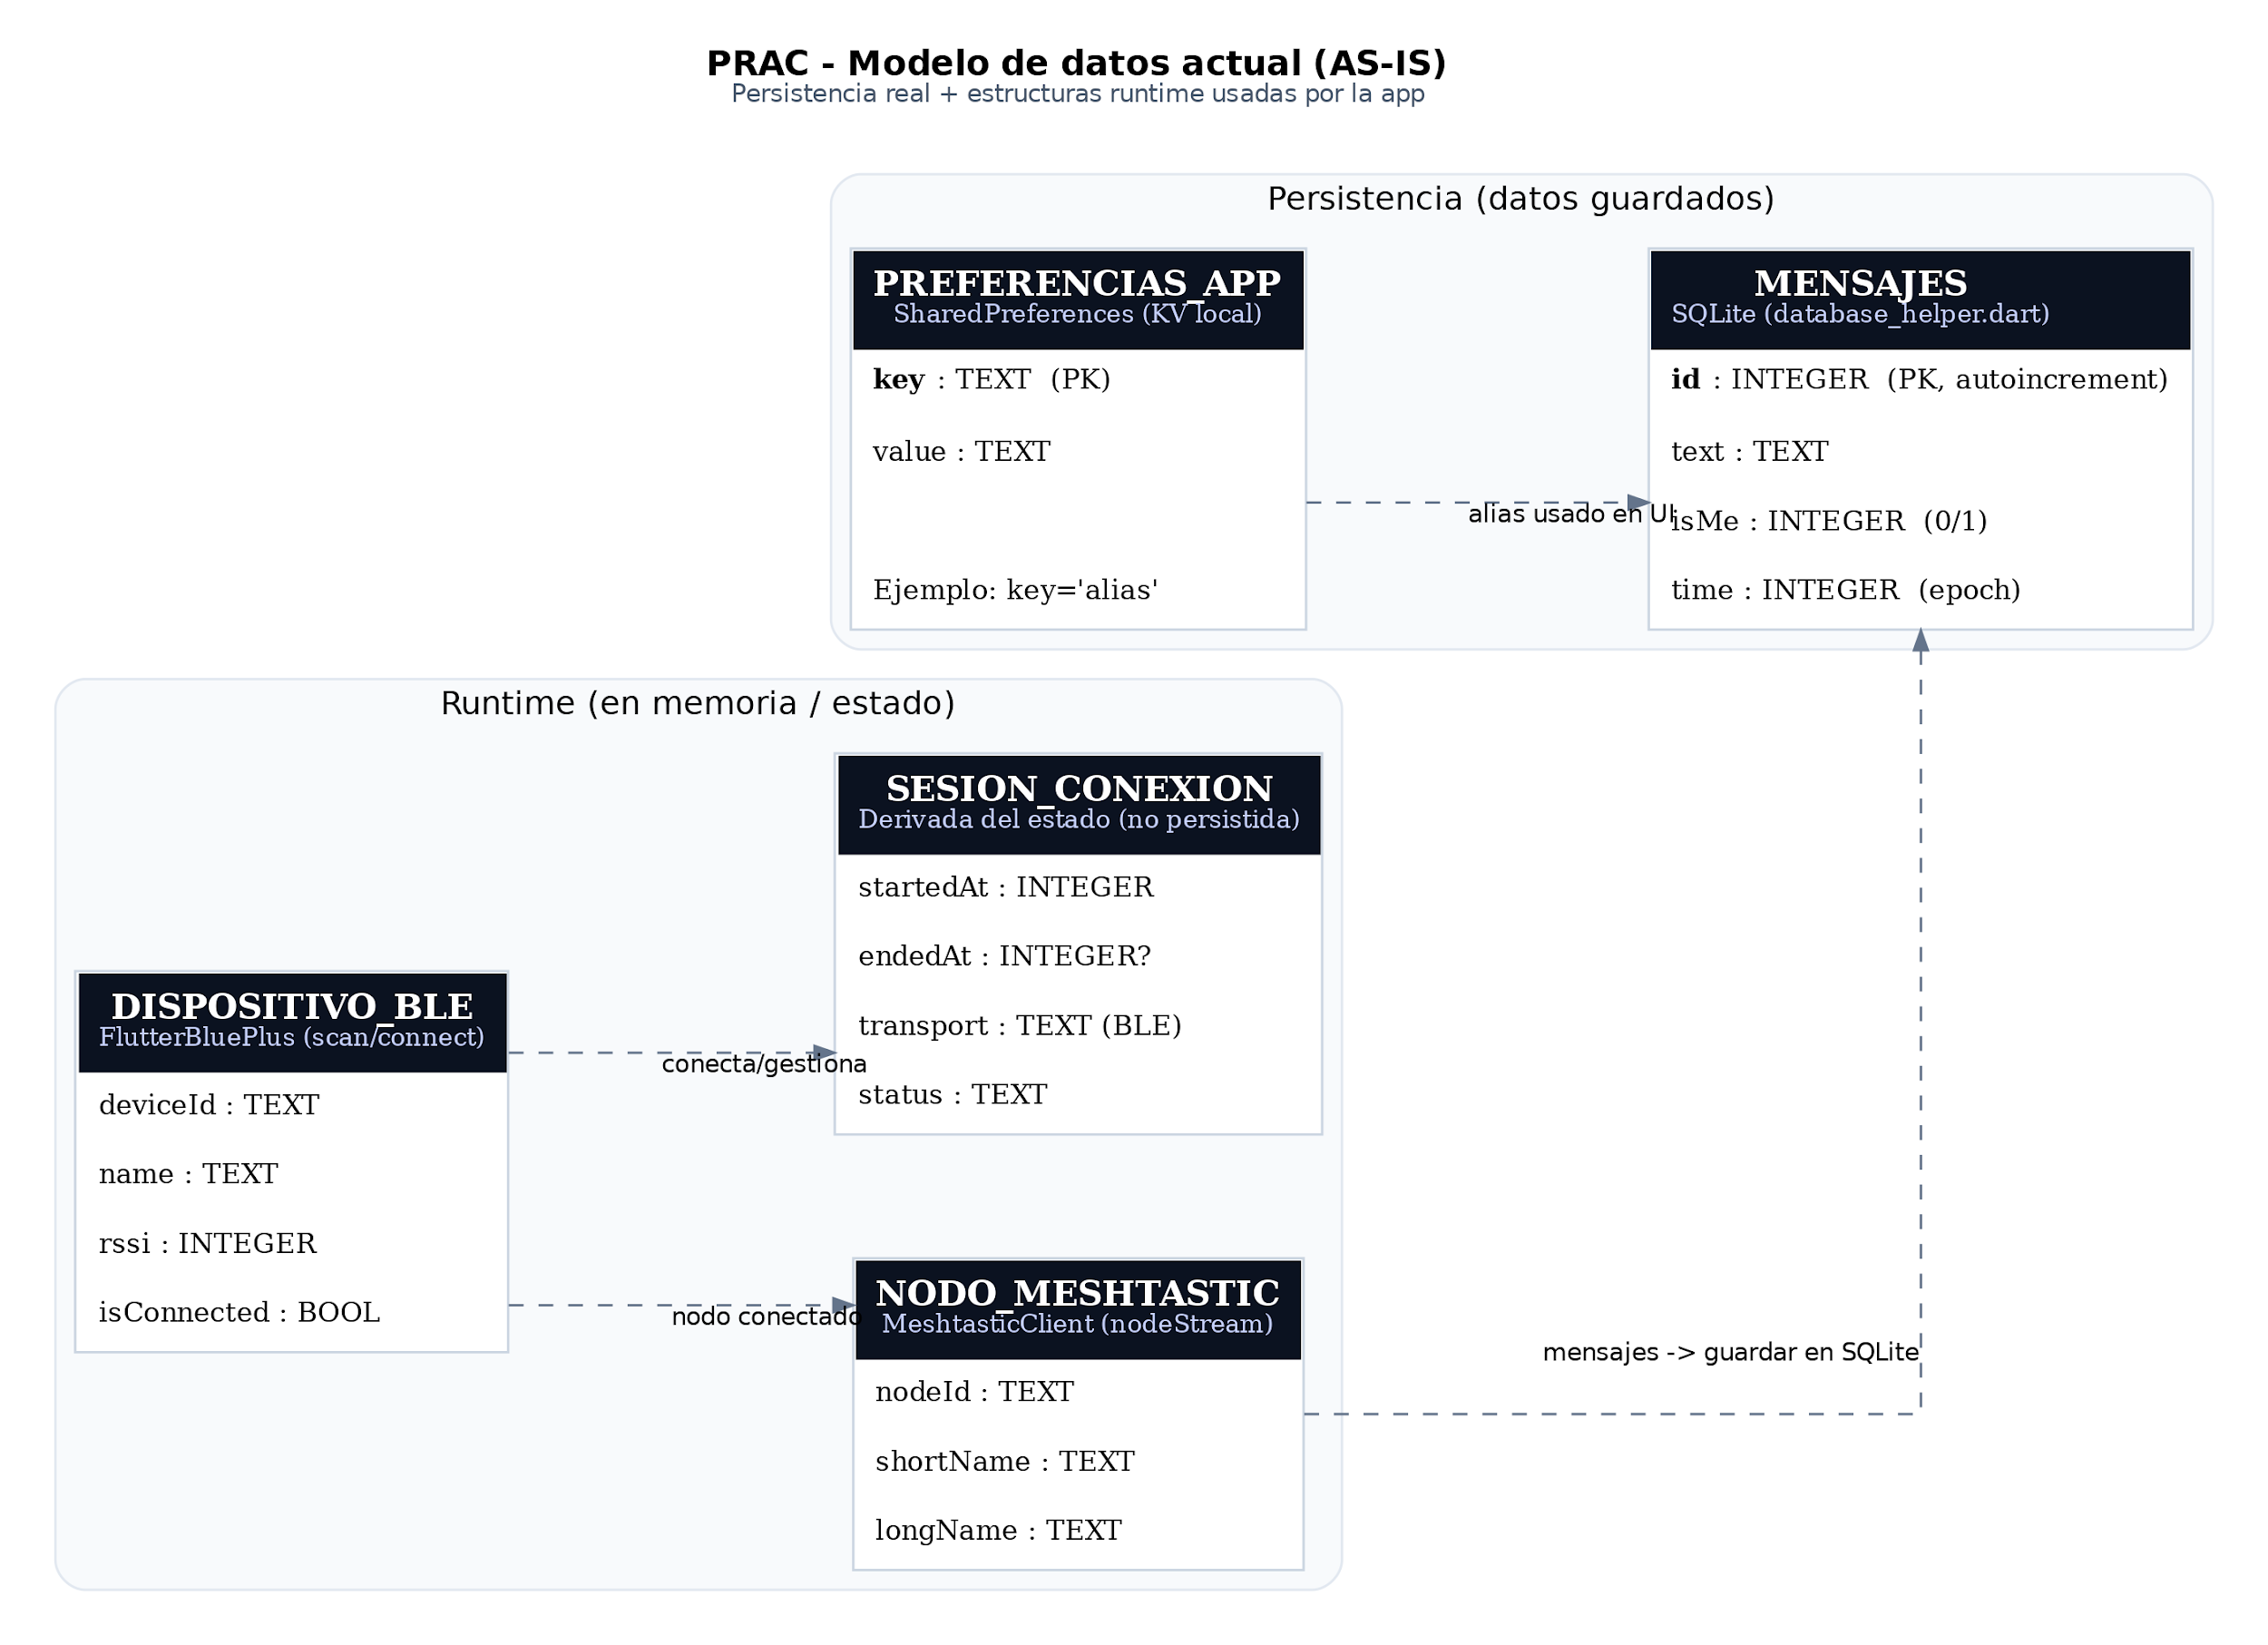 PRAC - Modelo de datos actual (AS-IS)
Persistencia real + estructuras runtime usadas por la app
Persistencia (datos guardados)
PREFERENCIAS_APP
SharedPreferences (KV local)
key : TEXT (PK)
value : TEXT
Ejemplo: key='alias'
alias usado en UI
MENSAJES
SQLite (database_helper.dart)
id : INTEGER (PK, autoincrement)
text : TEXT
isMe : INTEGER (0/1)
time : INTEGER (epoch)
Runtime (en memoria / estado)
DISPOSITIVO_BLE
FlutterBluePlus (scan/connect)
deviceId : TEXT
name : TEXT
rssi : INTEGER
isConnected : BOOL
conecta/gestiona
nodo conectado
SESION_CONEXION
Derivada del estado (no persistida)
startedAt : INTEGER
endedAt : INTEGER?
transport : TEXT (BLE)
status : TEXT
NODO_MESHTASTIC
MeshtasticClient (nodeStream)
nodeId : TEXT
shortName : TEXT
longName : TEXT
mensajes -> guardar en SQLite